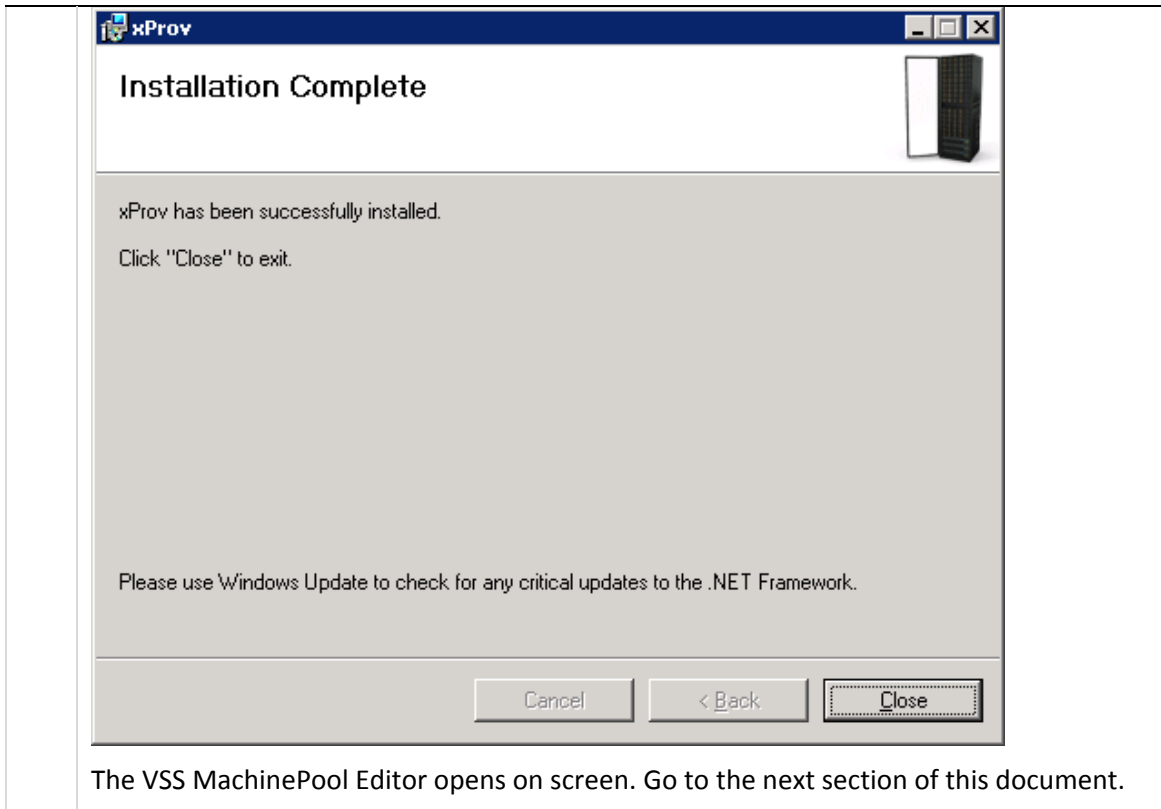 xProv
Installation Complete
xProv has been successfully installed.
Click "Close" to exit.
Please use Windows Update to check for any critical updates to the .NET Framework.
Cancel
< Back
Close
The VSS MachinePool Editor opens on screen. Go to the next section of this document.